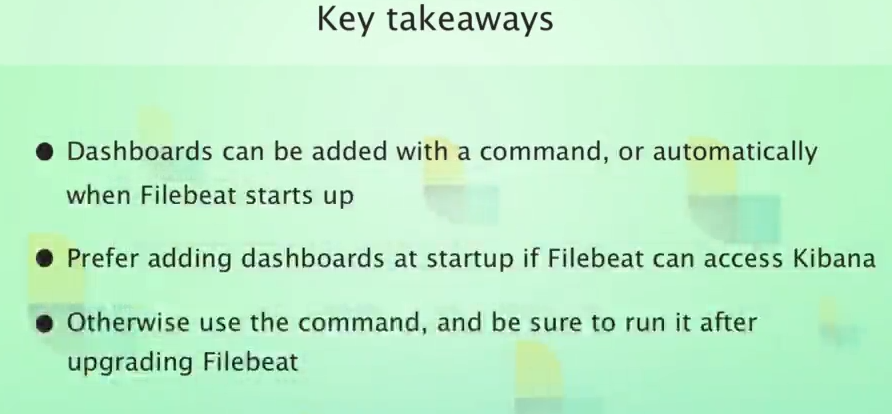 Key takeaways
● Dashboards can be added with a command, or automatically
when Filebeat starts up
● Prefer adding dashboards at startup if Filebeat can access Kibana
● Otherwise use the command, and be sure to run it after
upgrading Filebeat